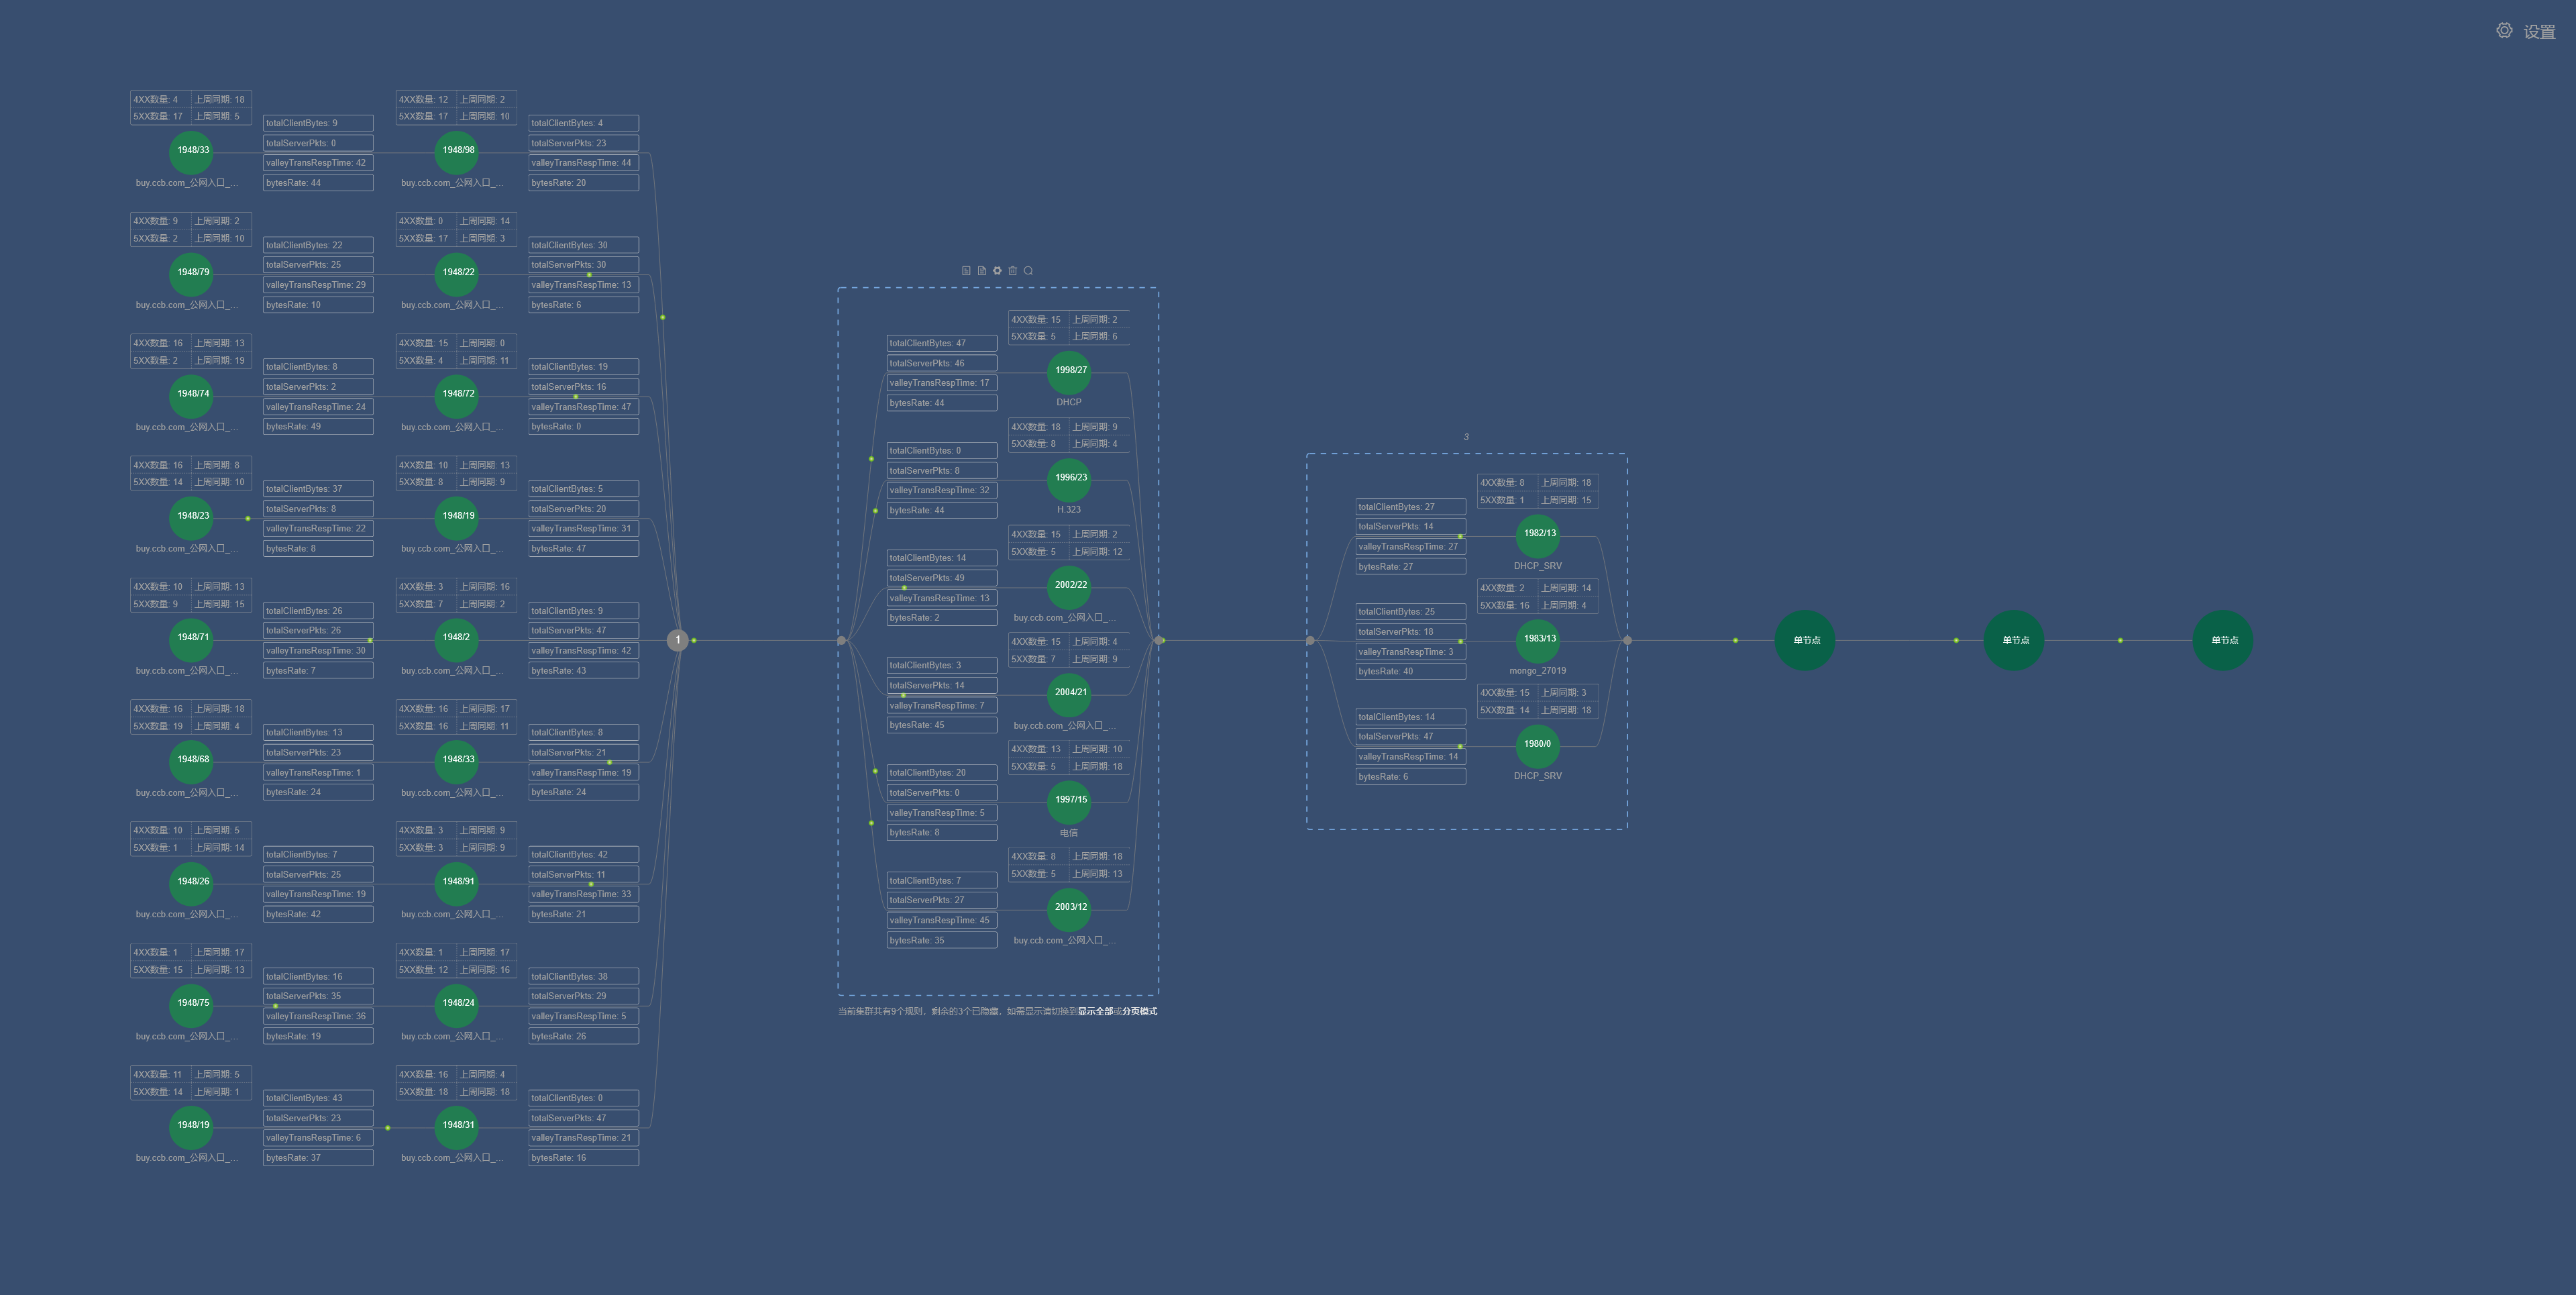 设置
4XX数量: 4 上周同期: 18
5XX数量: 17 上周同期: 5
1948/33
buy.ccb.com_公网入口_...
totalClientBytes: 9
totalServerPkts: 0
valleyTransRespTime: 42
bytesRate: 44
4XX数量: 12 上周同期: 2
5XX数量: 17 上周同期: 10
1948/98
buy.ccb.com_公网入口_...
totalClientBytes: 4
totalServerPkts: 23
valleyTransRespTime: 44
bytesRate: 20
4XX数量: 9 上周同期: 2
5XX数量: 2 上周同期: 10
1948/79
buy.ccb.com_公网入口_...
totalClientBytes: 22
totalServerPkts: 25
valleyTransRespTime: 29
bytesRate: 10
4XX数量: 0 上周同期: 14
5XX数量: 17 上周同期: 3
1948/22
buy.ccb.com_公网入口_...
totalClientBytes: 30
totalServerPkts: 30
valleyTransRespTime: 13
bytesRate: 6
4XX数量: 16 上周同期: 13
5XX数量: 2 上周同期: 19
1948/74
buy.ccb.com_公网入口_...
totalClientBytes: 8
totalServerPkts: 2
valleyTransRespTime: 24
bytesRate: 49
4XX数量: 15 上周同期: 0
5XX数量: 4 上周同期: 11
1948/72
buy.ccb.com_公网入口_...
totalClientBytes: 19
totalServerPkts: 16
valleyTransRespTime: 47
bytesRate: 0
4XX数量: 16 上周同期: 8
5XX数量: 14 上周同期: 10
1948/23
buy.ccb.com_公网入口_...
totalClientBytes: 37
totalServerPkts: 8
valleyTransRespTime: 22
bytesRate: 8
4XX数量: 10 上周同期: 13
5XX数量: 8 上周同期: 9
1948/19
buy.ccb.com_公网入口_...
totalClientBytes: 5
totalServerPkts: 20
valleyTransRespTime: 31
bytesRate: 47
4XX数量: 10 上周同期: 13
5XX数量: 9 上周同期: 15
1948/71
buy.ccb.com_公网入口_...
totalClientBytes: 26
totalServerPkts: 26
valleyTransRespTime: 30
bytesRate: 7
4XX数量: 3 上周同期: 16
5XX数量: 7 上周同期: 2
1948/2
buy.ccb.com_公网入口_...
totalClientBytes: 9
totalServerPkts: 47
valleyTransRespTime: 42
bytesRate: 43
4XX数量: 16 上周同期: 18
5XX数量: 19 上周同期: 4
1948/68
buy.ccb.com_公网入口_...
totalClientBytes: 13
totalServerPkts: 23
valleyTransRespTime: 1
bytesRate: 24
4XX数量: 16 上周同期: 17
5XX数量: 16 上周同期: 11
1948/33
buy.ccb.com_公网入口_...
totalClientBytes: 8
totalServerPkts: 21
valleyTransRespTime: 19
bytesRate: 24
4XX数量: 10 上周同期: 5
5XX数量: 1 上周同期: 14
1948/26
buy.ccb.com_公网入口_...
totalClientBytes: 7
totalServerPkts: 25
valleyTransRespTime: 19
bytesRate: 42
4XX数量: 3 上周同期: 9
5XX数量: 3 上周同期: 9
1948/91
buy.ccb.com_公网入口_...
totalClientBytes: 42
totalServerPkts: 11
valleyTransRespTime: 33
bytesRate: 21
4XX数量: 1 上周同期: 17
5XX数量: 15 上周同期: 13
1948/75
buy.ccb.com_公网入口_...
totalClientBytes: 16
totalServerPkts: 35
valleyTransRespTime: 36
bytesRate: 19
4XX数量: 1 上周同期: 17
5XX数量: 12 上周同期: 16
1948/24
buy.ccb.com_公网入口_...
totalClientBytes: 38
totalServerPkts: 29
valleyTransRespTime: 5
bytesRate: 26
4XX数量: 11 上周同期: 5
5XX数量: 14 上周同期: 1
1948/19
buy.ccb.com_公网入口_...
totalClientBytes: 43
totalServerPkts: 23
valleyTransRespTime: 6
bytesRate: 37
4XX数量: 16 上周同期: 4
5XX数量: 18 上周同期: 18
1948/31
buy.ccb.com_公网入口_...
totalClientBytes: 0
totalServerPkts: 47
valleyTransRespTime: 21
bytesRate: 16
1
totalClientBytes: 47
totalServerPkts: 46
valleyTransRespTime: 17
bytesRate: 44
4XX数量: 15 上周同期: 2
5XX数量: 5 上周同期: 6
1998/27
DHCP
totalClientBytes: 0
totalServerPkts: 8
valleyTransRespTime: 32
bytesRate: 44
4XX数量: 18 上周同期: 9
5XX数量: 8 上周同期: 4
1996/23
H.323
totalClientBytes: 14
totalServerPkts: 49
valleyTransRespTime: 13
bytesRate: 2
4XX数量: 15 上周同期: 2
5XX数量: 5 上周同期: 12
2002/22
buy.ccb.com_公网入口_...
totalClientBytes: 3
totalServerPkts: 14
valleyTransRespTime: 7
bytesRate: 45
4XX数量: 15 上周同期: 4
5XX数量: 7 上周同期: 9
2004/21
buy.ccb.com_公网入口_...
totalClientBytes: 20
totalServerPkts: 0
valleyTransRespTime: 5
bytesRate: 8
4XX数量: 13 上周同期: 10
5XX数量: 5 上周同期: 18
1997/15
电信
totalClientBytes: 7
totalServerPkts: 27
valleyTransRespTime: 45
bytesRate: 35
4XX数量: 8 上周同期: 18
5XX数量: 5 上周同期: 13
2003/12
buy.ccb.com_公网入口_...
当前集群共有9个规则，剩余的3个已隐藏，如需显示请切换到显示全部或分页模式
3
totalClientBytes: 27
totalServerPkts: 14
valleyTransRespTime: 27
bytesRate: 27
4XX数量: 8 上周同期: 18
5XX数量: 1 上周同期: 15
1982/13
DHCP_SRV
totalClientBytes: 25
totalServerPkts: 18
valleyTransRespTime: 3
bytesRate: 40
4XX数量: 2 上周同期: 14
5XX数量: 16 上周同期: 4
1983/13
mongo_27019
totalClientBytes: 14
totalServerPkts: 47
valleyTransRespTime: 14
bytesRate: 6
4XX数量: 15 上周同期: 3
5XX数量: 14 上周同期: 18
1980/0
DHCP_SRV
单节点
单节点
单节点